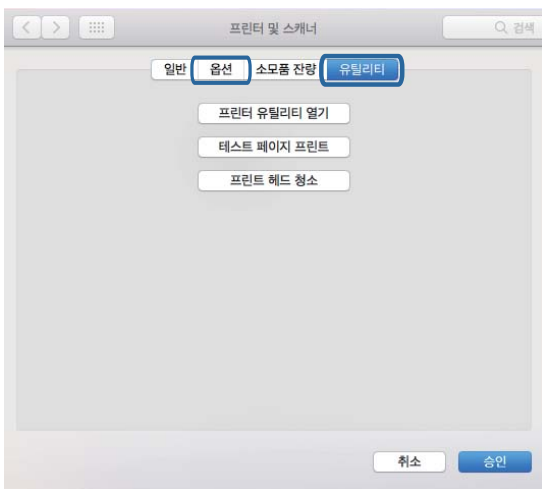 프린터 및 스캐너
검색
일반 옵션 소모품 잔량 유틸리티
프린터 유틸리티 열기
테스트 페이지 프린트
프린트 헤드 청소
취소 승인